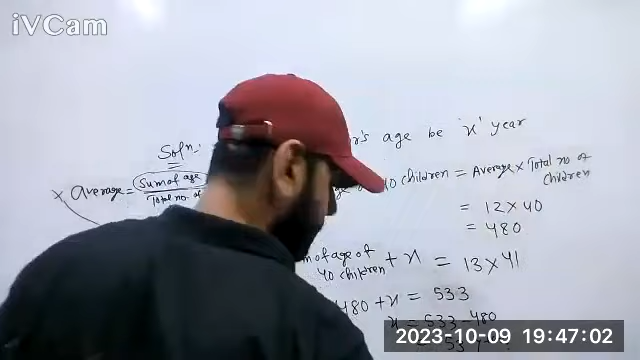 iVCam
Soln: r's age be 'x' year
x Average = Sum of age / Total no. of
40 children = Average x Total no of children
= 12 x 40
= 480
m of age of 40 children + x = 13 x 41
480 + x = 533
x = 533 - 480
2023-10-09 19:47:02